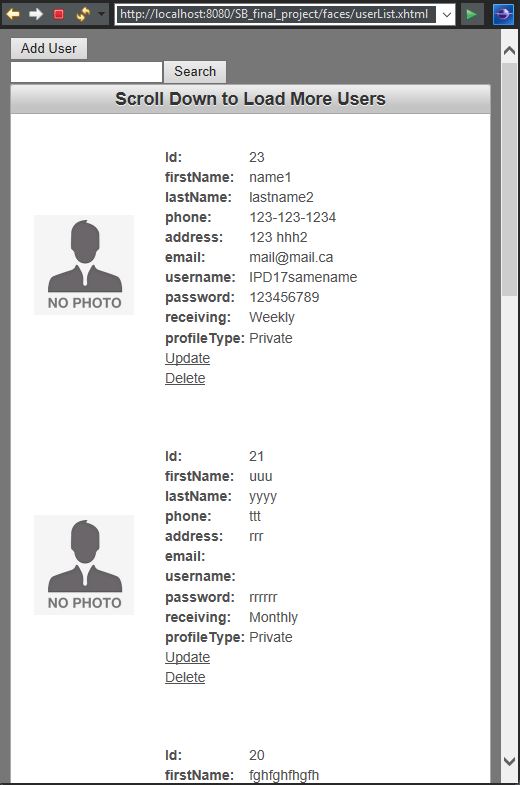 http://localhost:8080/SB_final_project/faces/userList.xhtml
Add User
Search
Scroll Down to Load More Users
NO PHOTO
Id: 23
firstName: name1
lastName: lastname2
phone: 123-123-1234
address: 123 hhh2
email: mail@mail.ca
username: IPD17samename
password: 123456789
receiving: Weekly
profileType: Private
Update
Delete
NO PHOTO
Id: 21
firstName: uuu
lastName: yyyy
phone: ttt
address: rrr
email:
username:
password: rrrrrr
receiving: Monthly
profileType: Private
Update
Delete
Id: 20
firstName: fghfghfhgfh